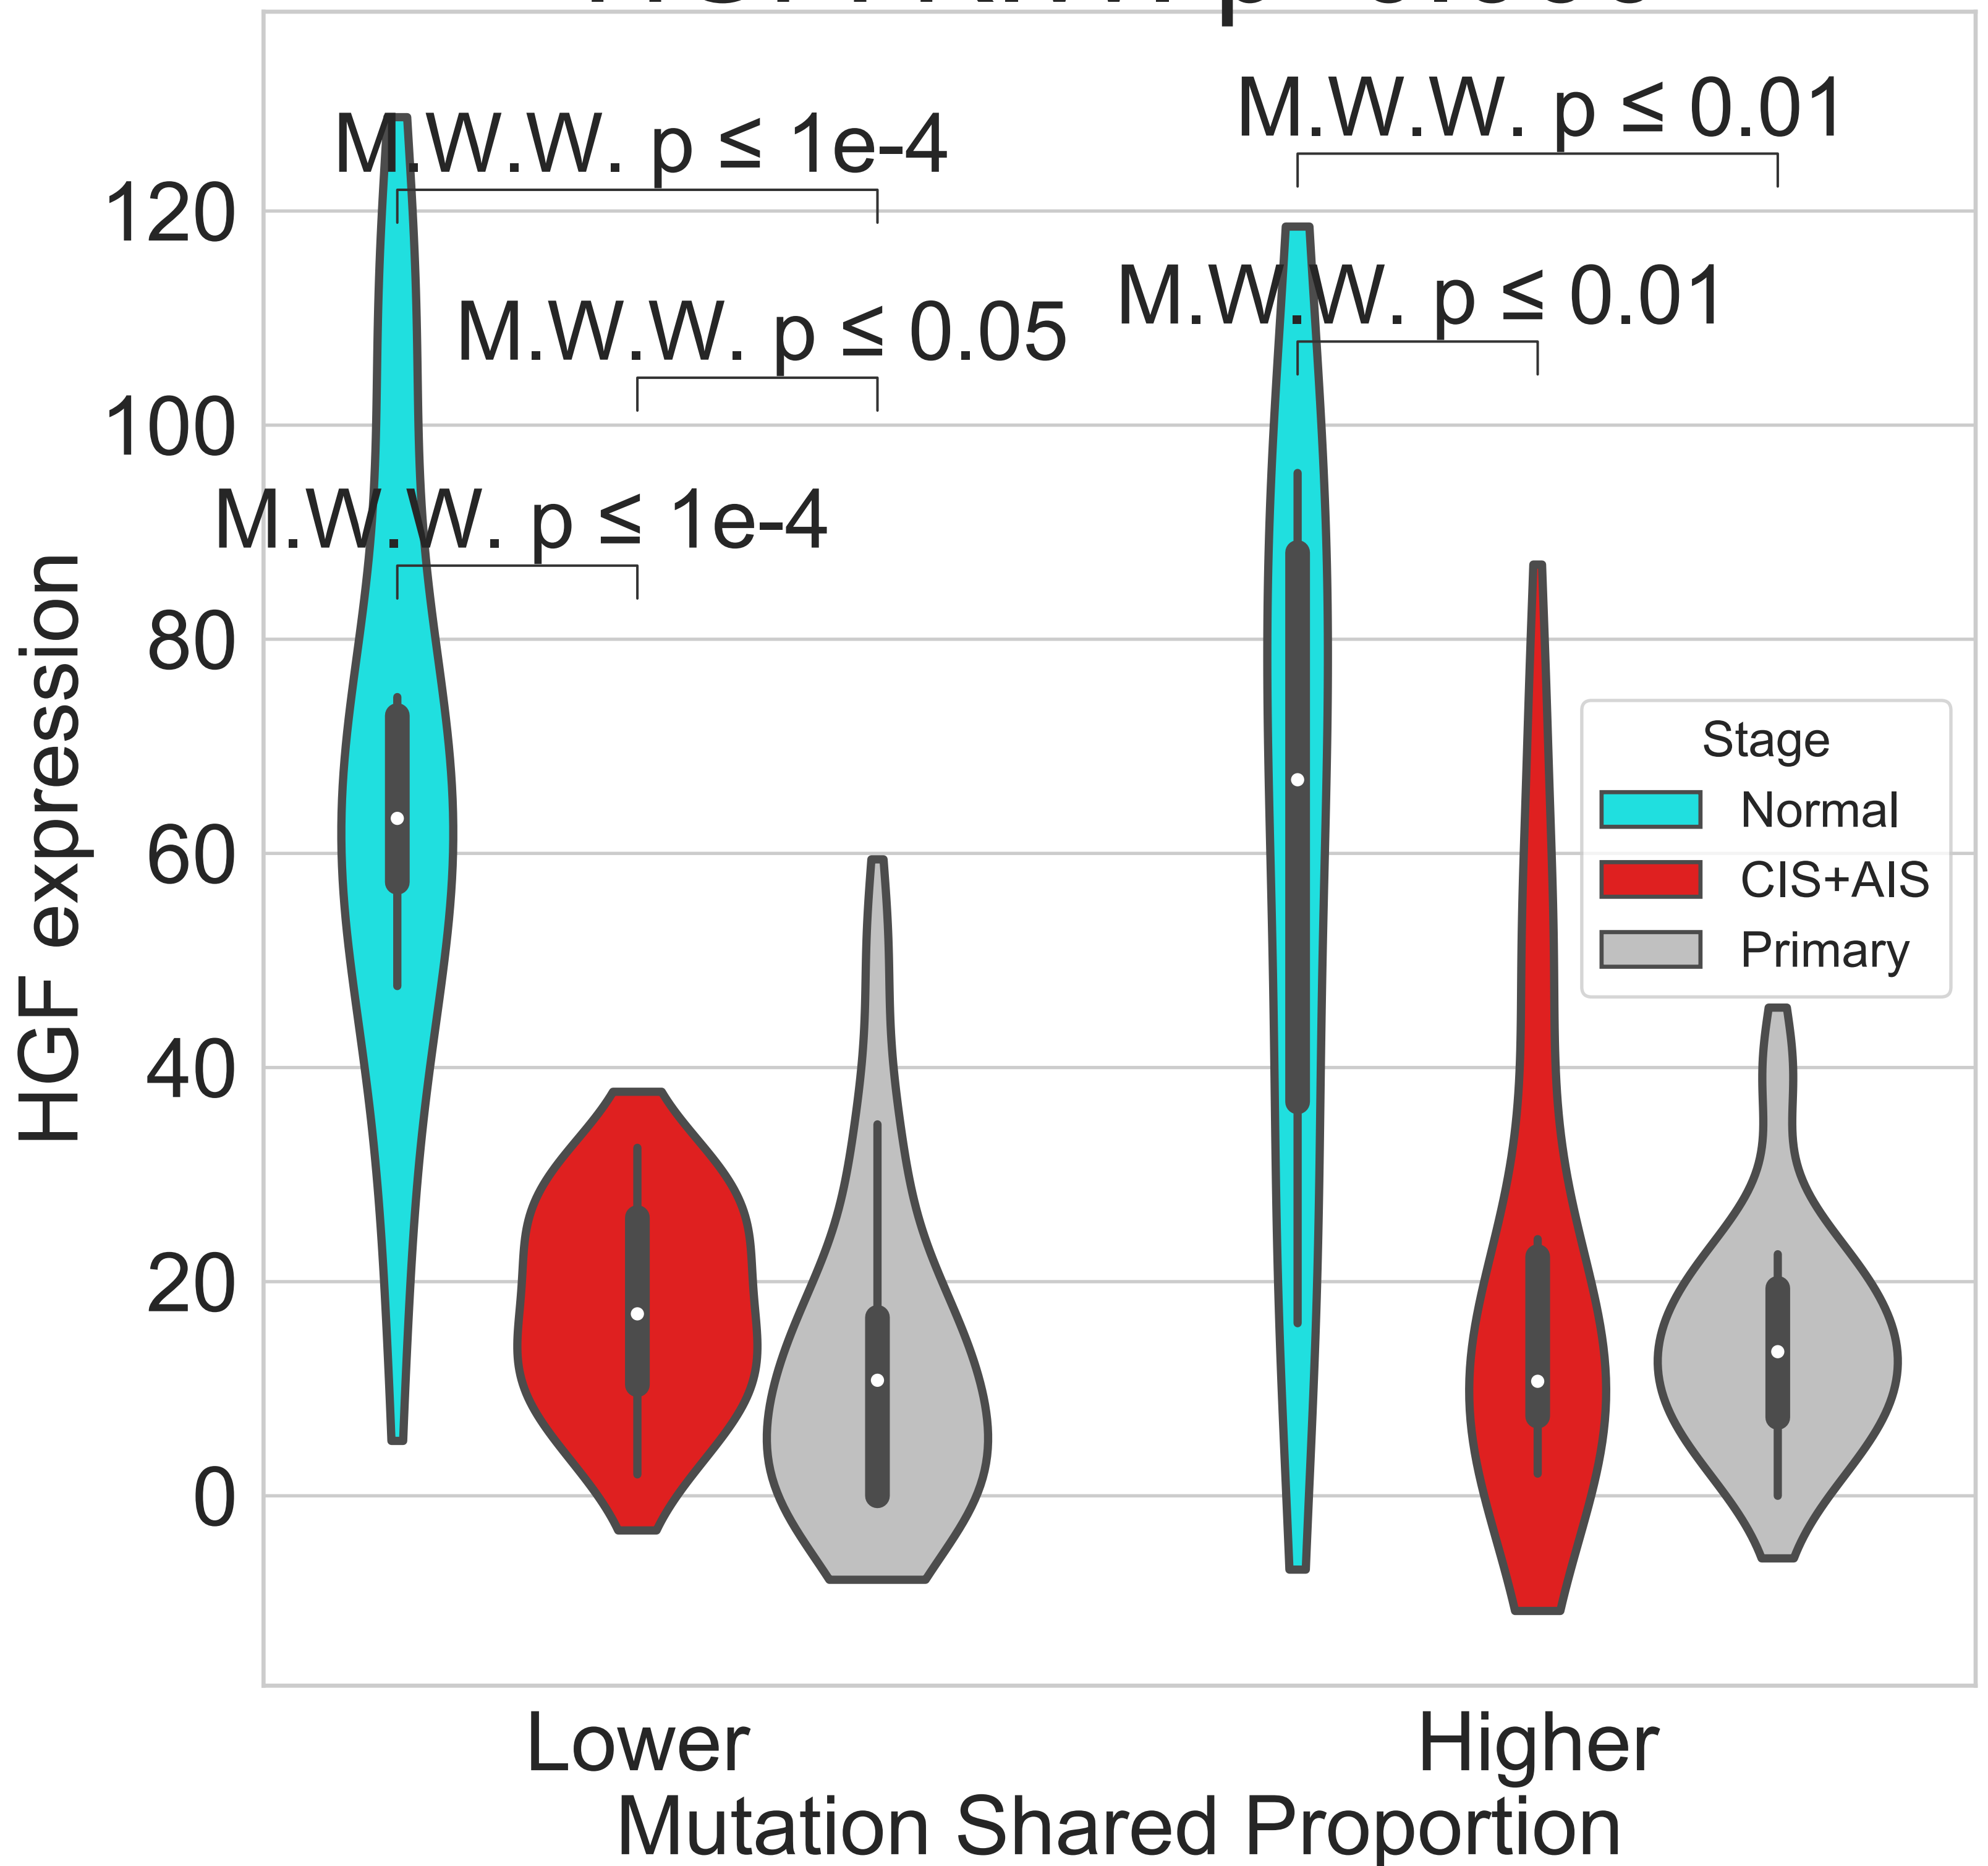 M.W.W. p ≤ 0.01
M.W.W. p ≤ 1e-4
M.W.W. p ≤ 0.01
M.W.W. p ≤ 0.05
M.W.W. p ≤ 1e-4
120
100
80
60
40
20
0
HGF expression
Stage
Normal
CIS+AIS
Primary
Lower
Higher
Mutation Shared Proportion